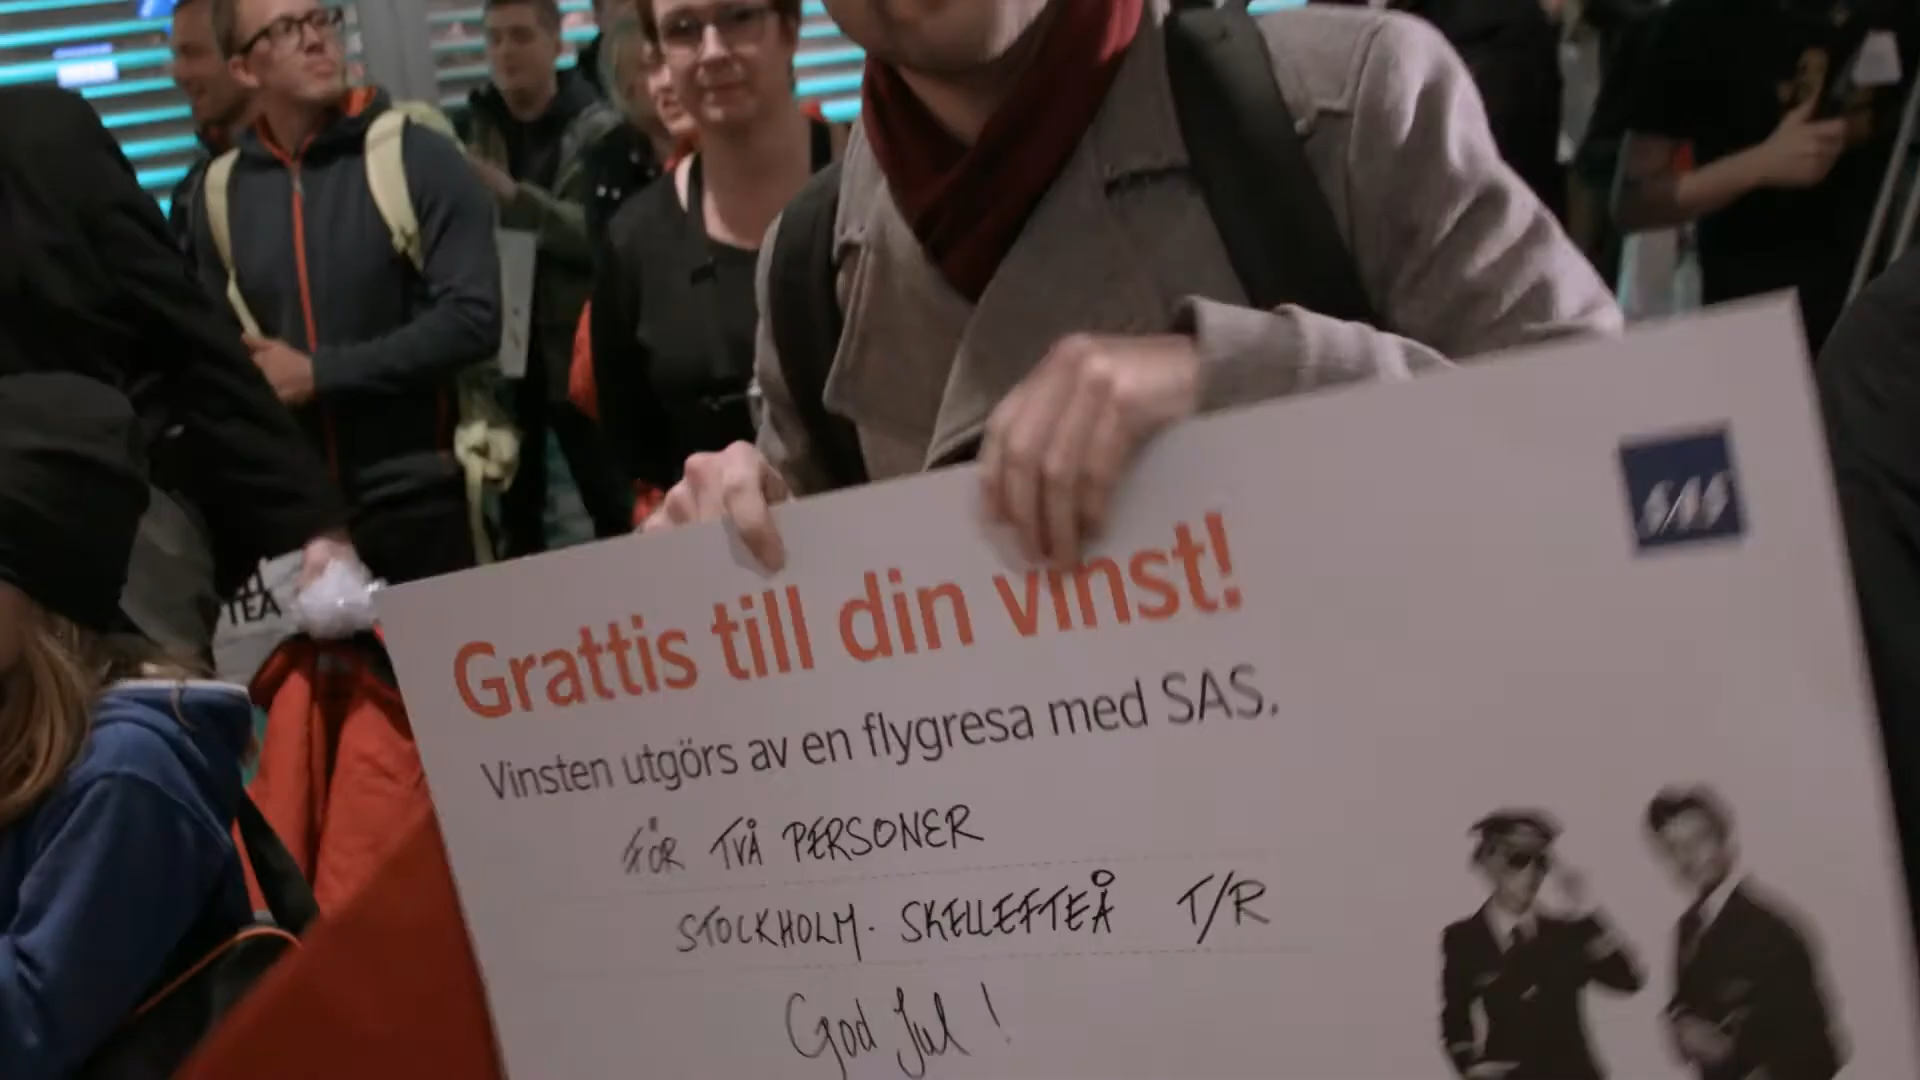 SAS
Grattis till din vinst!
Vinsten utgörs av en flygresa med SAS.
FÖR TVÅ PERSONER
STOCKHOLM - SKELLEFTEÅ T/R
God Jul!
TEÅ